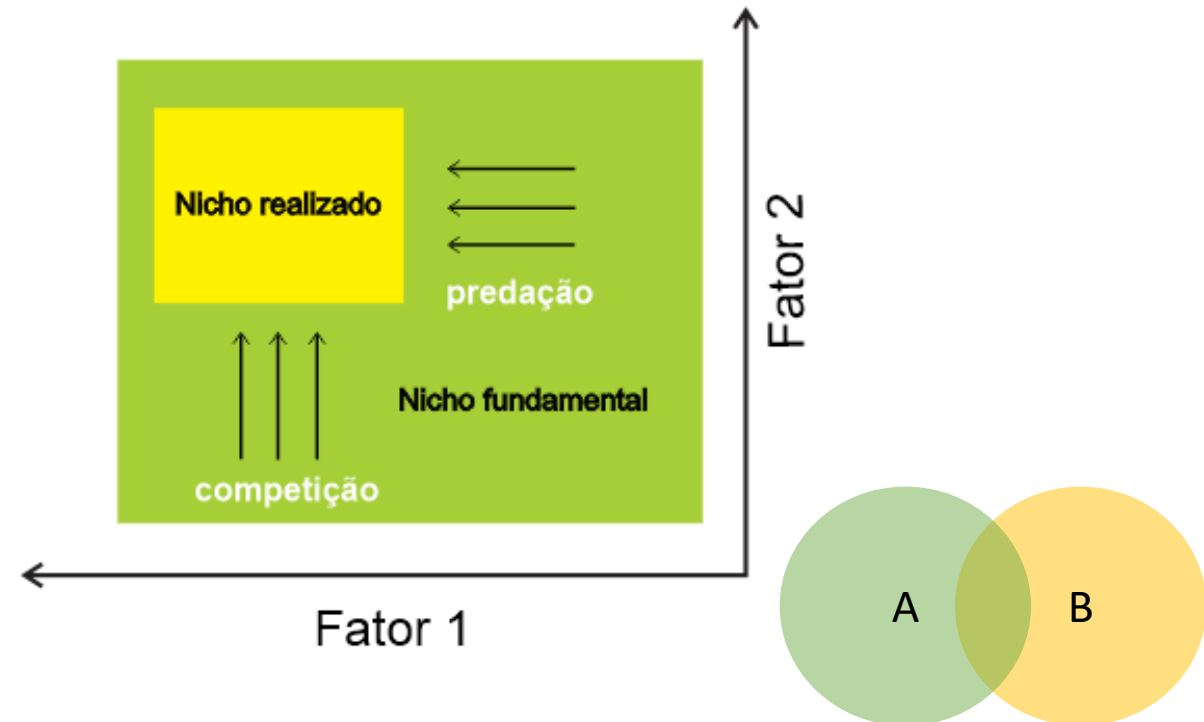 Nicho realizado
predação
Nicho fundamental
competição
Fator 1
Fator 2
A
B